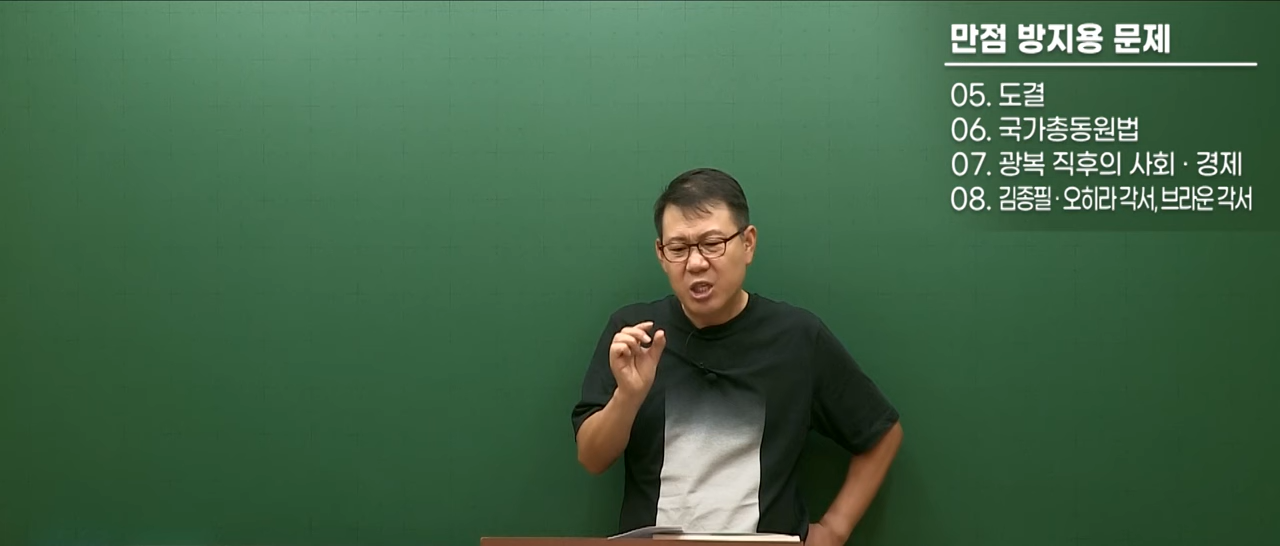 만점 방지용 문제
05. 도결
06. 국가총동원법
07. 광복 직후의 사회 · 경제
08. 김종필 · 오히라 각서, 브라운 각서